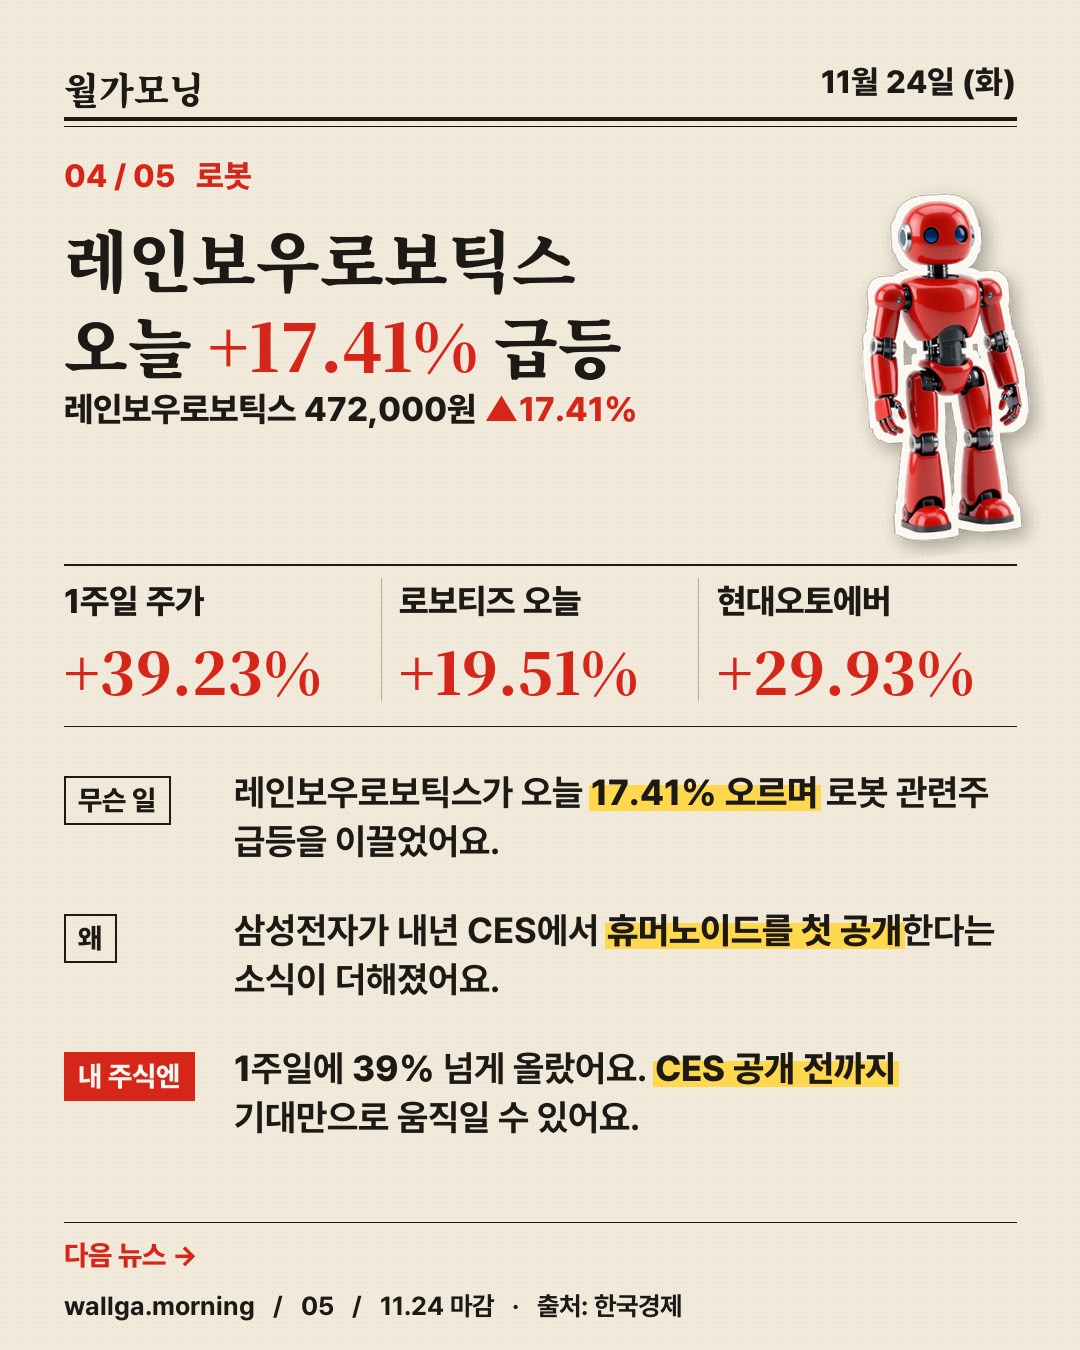 월가모닝
11월 24일 (화)
04 / 05 로봇
레인보우로보틱스
오늘 +17.41% 급등
레인보우로보틱스 472,000원 ▲17.41%
1주일 주가
+39.23%
로보티즈 오늘
+19.51%
현대오토에버
+29.93%
무슨 일
레인보우로보틱스가 오늘 17.41% 오르며 로봇 관련주
급등을 이끌었어요.
왜
삼성전자가 내년 CES에서 휴머노이드를 첫 공개한다는
소식이 더해졌어요.
내 주식엔
1주일에 39% 넘게 올랐어요. CES 공개 전까지
기대만으로 움직일 수 있어요.
다음 뉴스 →
wallga.morning / 05 / 11.24 마감 · 출처: 한국경제